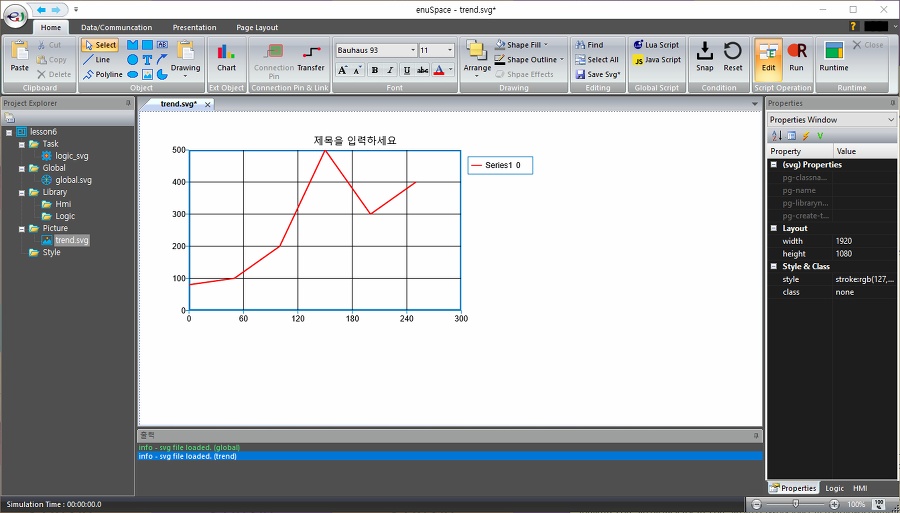 enuSpace - trend.svg*
Home Data/Communcation Presentation Page Layout
Paste
Cut
Copy
Delete
Clipboard
Select
Line
Polyline
Drawing
Object
Chart
Ext Object
Connection Pin
Transfer
Connection Pin & Link
Bauhaus 93 11
A A B I U abc A
Font
Arrange
Shape Fill
Shape Outline
Shpae Effects
Drawing
Find
Select All
Save Svg*
Editing
Lua Script
Java Script
Global Script
Snap Reset
Condition
Edit Run
Script Operation
Runtime
Close
Runtime
Project Explorer
lesson6
Task
logic_svg
Global
global.svg
Library
Hmi
Logic
Picture
trend.svg
Style
trend.svg*
제목을 입력하세요
500
400
300
200
100
0
0 60 120 180 240 300
Series1 0
출력
info - svg file loaded. (global)
info - svg file loaded. (trend)
Properties
Properties Window
Property Value
(svg) Properties
pg-classna...
pg-name
pg-libraryn...
pg-create-t...
Layout
width 1920
height 1080
Style & Class
style stroke:rgb(127,...
class none
Properties Logic HMI
Simulation Time : 00:00:00.0
100%
100 %